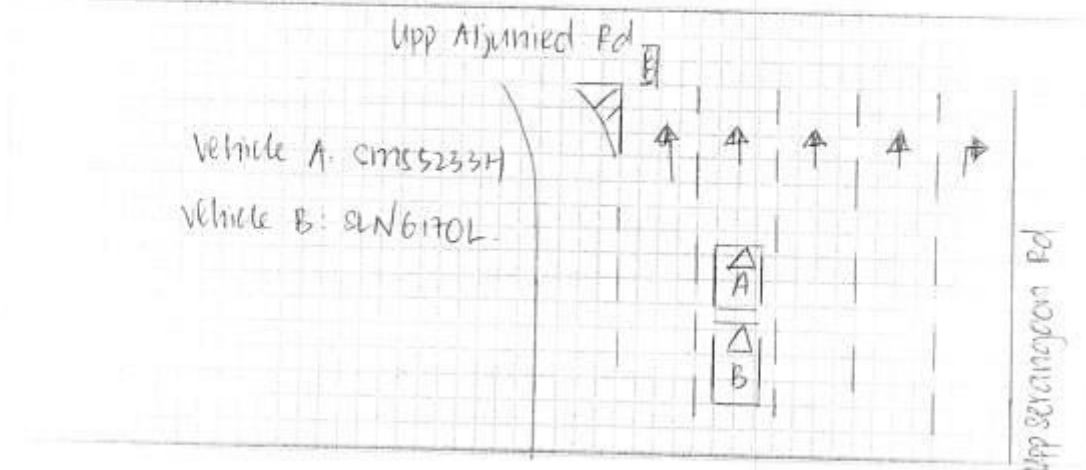 Upp Aljunied Rd
Vehicle A. SMS5233H
Vehicle B: SLN6170L
A
B
Upp Serangoon Rd